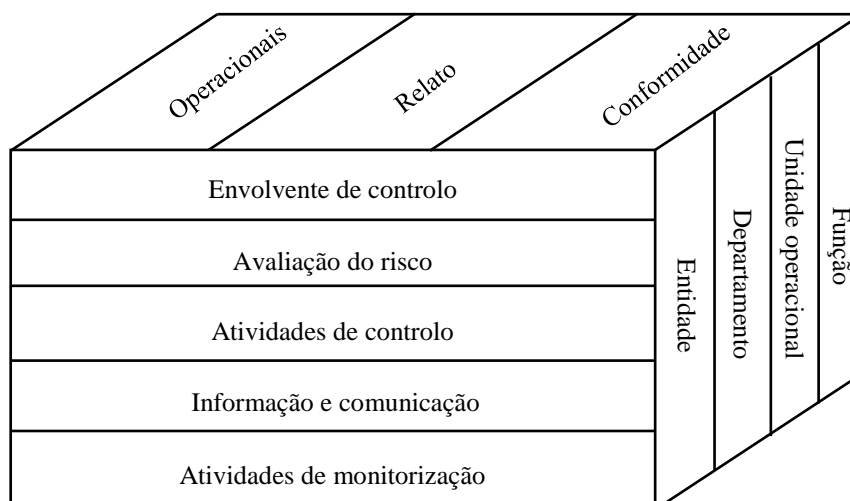 Operacionais
Relato
Conformidade
Envolvente de controlo
Avaliação do risco
Atividades de controlo
Informação e comunicação
Atividades de monitorização
Entidade
Departamento
Unidade operacional
Função